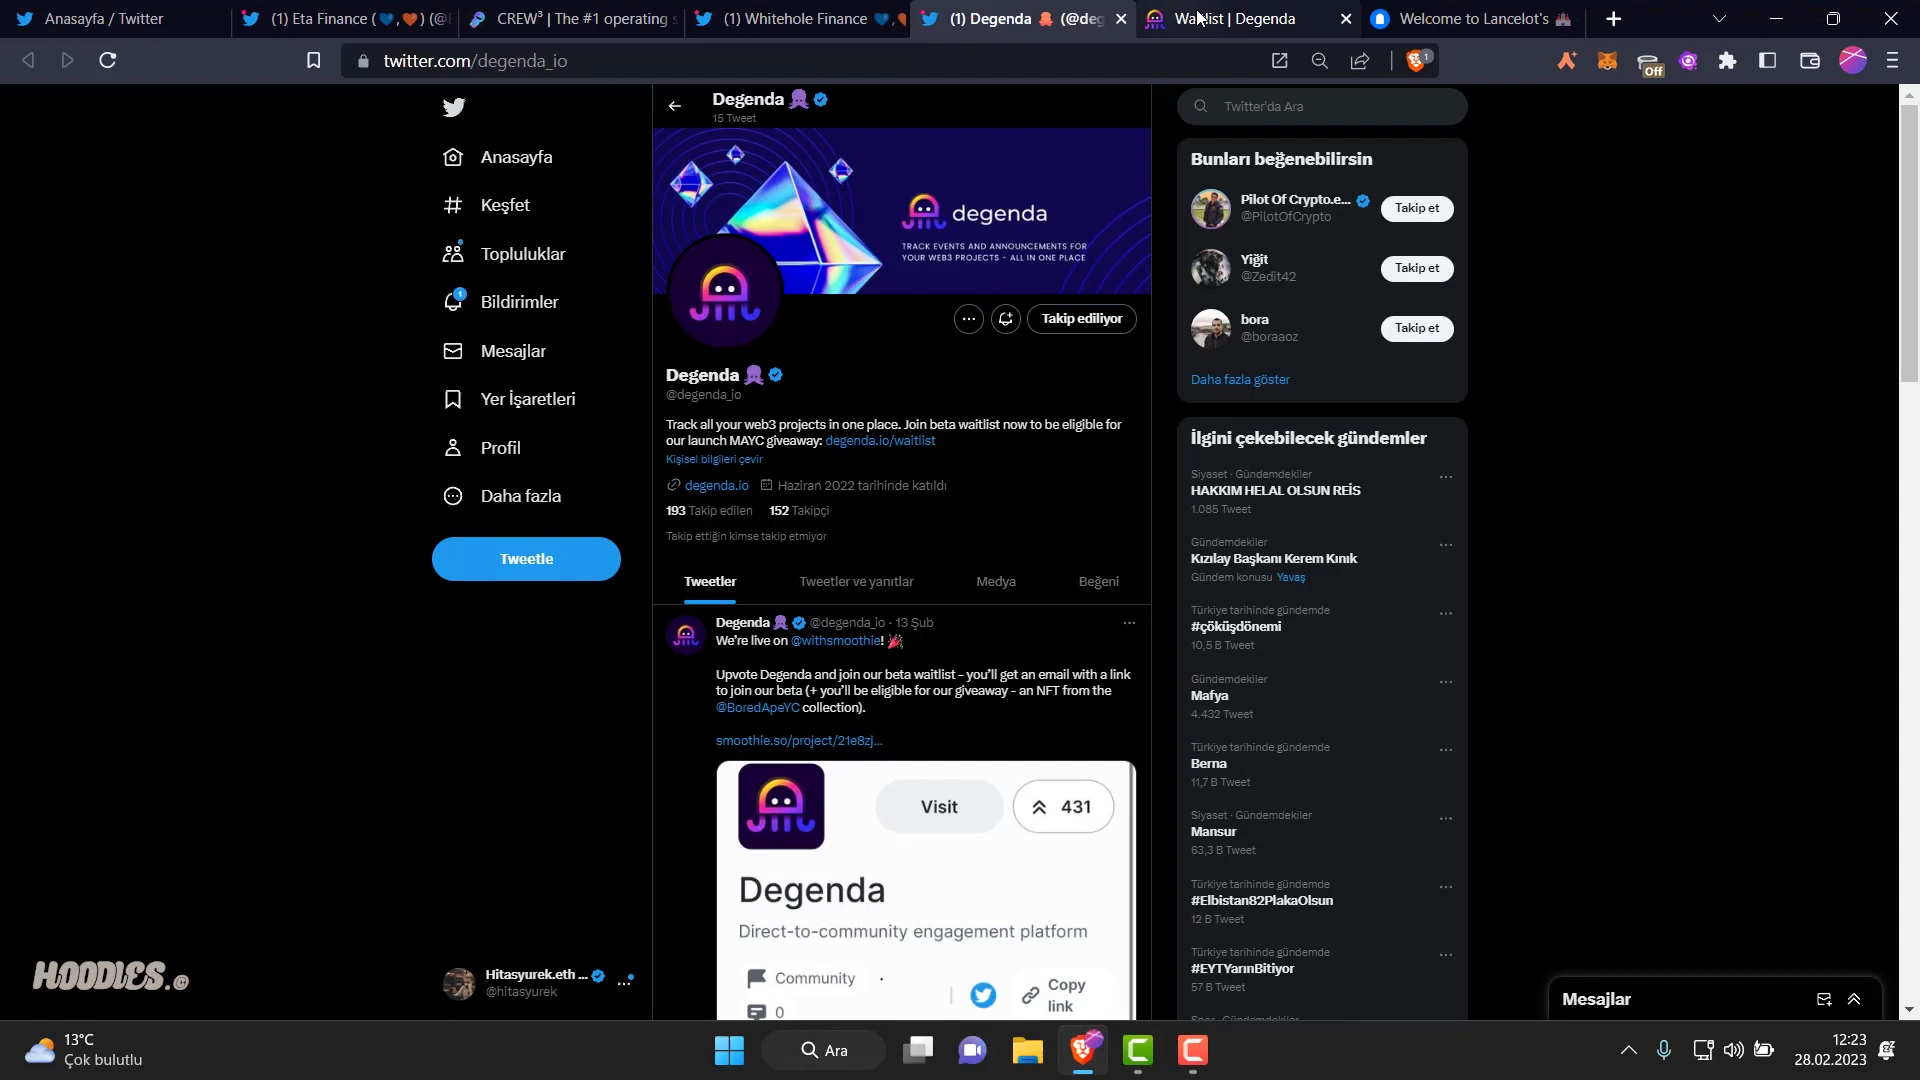 Anasayfa / Twitter
(1) Eta Finance (💙,🧡) (@
CREW³ | The #1 operating s
(1) Whitehole Finance 💙,
(1) Degenda 🐙 (@deg
Waitlist | Degenda
Welcome to Lancelot's 🏰
twitter.com/degenda_io
1
Off
Anasayfa
Keşfet
Topluluklar
Bildirimler
1
Mesajlar
Yer İşaretleri
Profil
Daha fazla
Tweetle
HOODIES.
Hitasyurek.eth ...
@hitasyurek
Degenda 🐙
15 Tweet
degenda
TRACK EVENTS AND ANNOUNCEMENTS FOR
YOUR WEB3 PROJECTS - ALL IN ONE PLACE
Takip ediliyor
Degenda 🐙
@degenda_io
Track all your web3 projects in one place. Join beta waitlist now to be eligible for
our launch MAYC giveaway: degenda.io/waitlist
Kişisel bilgileri çevir
degenda.io Haziran 2022 tarihinde katıldı
193 Takip edilen 152 Takipçi
Takip ettiğin kimse takip etmiyor
Tweetler Tweetler ve yanıtlar Medya Beğeni
Degenda 🐙 @degenda_io · 13 Şub
We're live on @withsmoothie! 🎉
Upvote Degenda and join our beta waitlist - you'll get an email with a link
to join our beta (+ you'll be eligible for our giveaway - an NFT from the
@BoredApeYC collection).
smoothie.so/project/21e8zj...
Visit
431
Degenda
Direct-to-community engagement platform
Community ·
0
Copy
link
Twitter'da Ara
Bunları beğenebilirsin
Pilot Of Crypto.e...
@PilotOfCrypto
Takip et
Yiğit
@Zedit42
Takip et
bora
@boraaoz
Takip et
Daha fazla göster
İlgini çekebilecek gündemler
Siyaset · Gündemdekiler
HAKKIM HELAL OLSUN REİS
1.085 Tweet
Gündemdekiler
Kızılay Başkanı Kerem Kınık
Gündem konusu Yavaş
Türkiye tarihinde gündemde
#çöküşdönemi
10,5 B Tweet
Gündemdekiler
Mafya
4.432 Tweet
Türkiye tarihinde gündemde
Berna
11,7 B Tweet
Siyaset · Gündemdekiler
Mansur
63,3 B Tweet
Türkiye tarihinde gündemde
#Elbistan82PlakaOlsun
12 B Tweet
Türkiye tarihinde gündemde
#EYTYarınBitiyor
57 B Tweet
Mesajlar
13°C
Çok bulutlu
Ara
12:23
28.02.2023